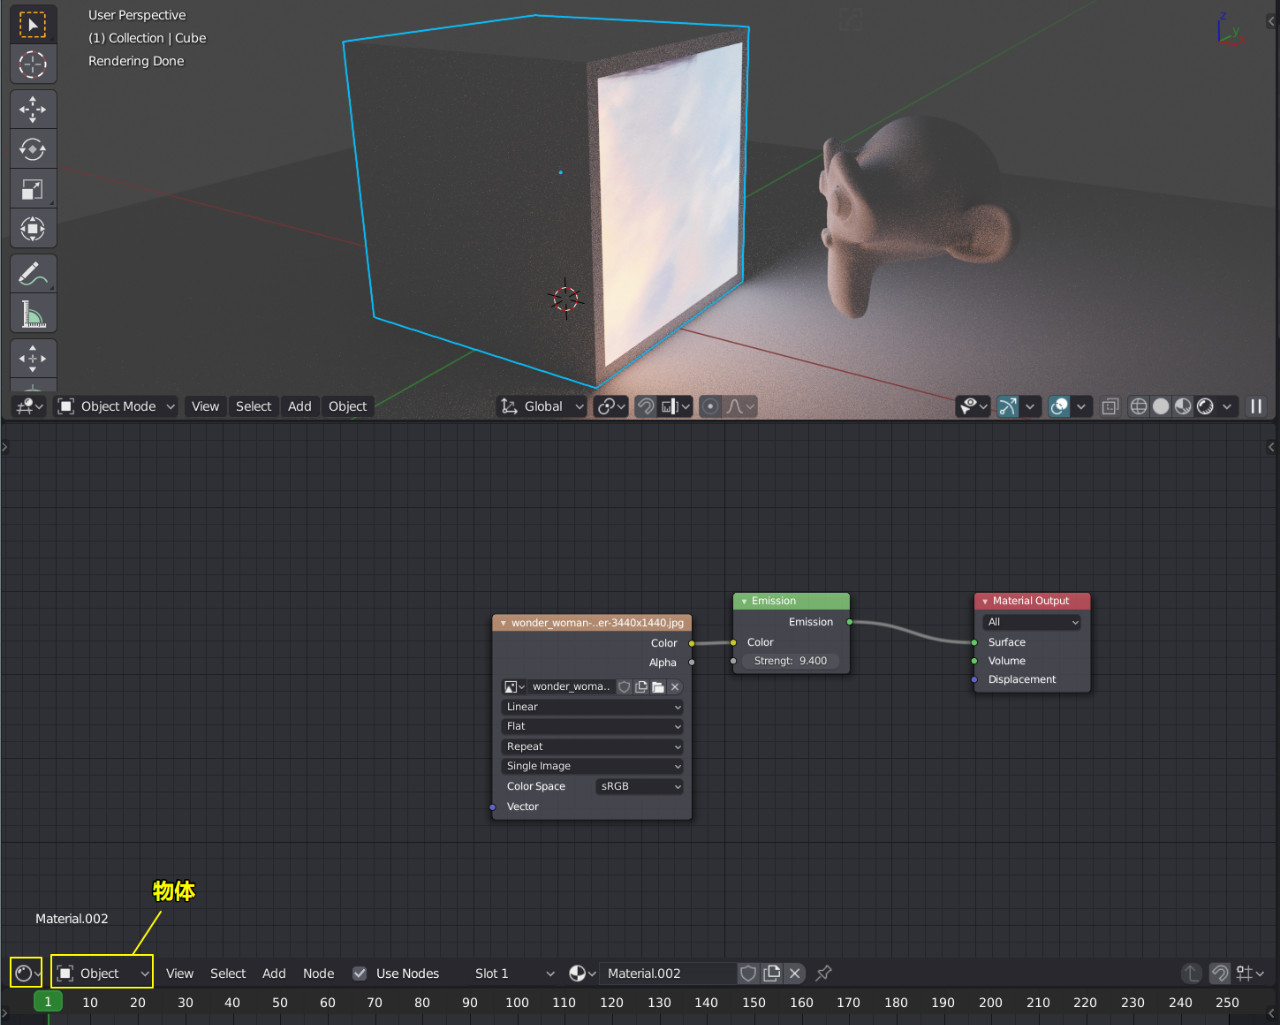 User Perspective
(1) Collection | Cube
Rendering Done
Z
Y
Object Mode
View
Select
Add
Object
Global
Emission
Emission
Color
Strengt: 9.400
Material Output
All
Surface
Volume
Displacement
wonder_woman-..er-3440x1440.jpg
Color
Alpha
wonder_woma..
Linear
Flat
Repeat
Single Image
Color Space
sRGB
Vector
物体
Material.002
Object
View
Select
Add
Node
Use Nodes
Slot 1
Material.002
1 10 20 30 40 50 60 70 80 90 100 110 120 130 140 150 160 170 180 190 200 210 220 230 240 250